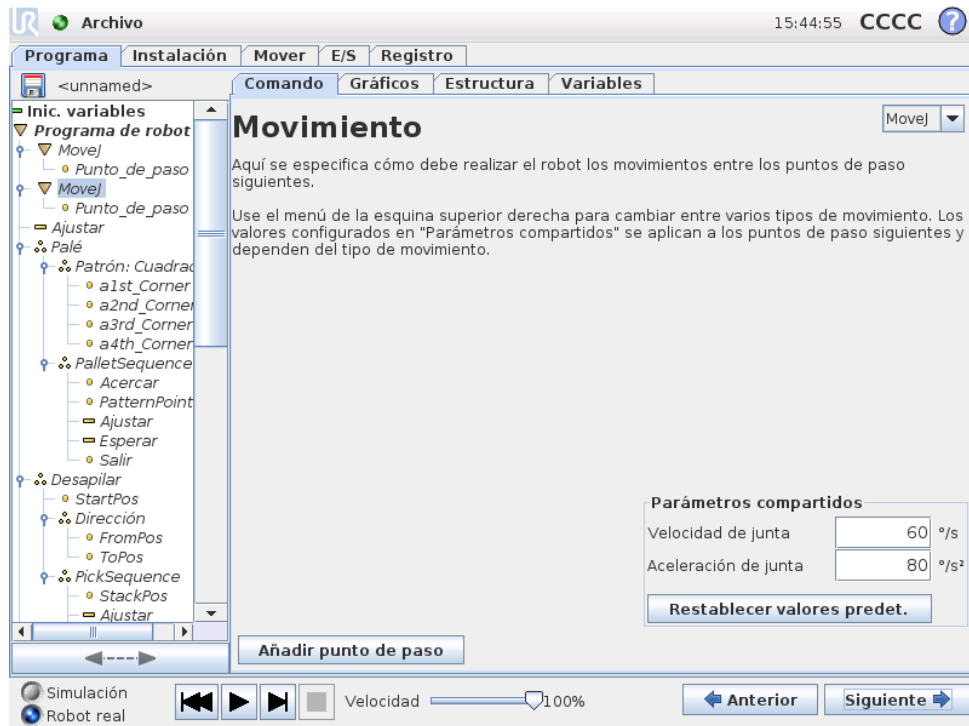 UR Archivo 15:44:55 CCCC ?
Programa Instalación Mover E/S Registro
<unnamed>
Comando Gráficos Estructura Variables
Inic. variables
Programa de robot
MoveJ
Punto_de_paso
MoveJ
Punto_de_paso
Ajustar
Palé
Patrón: Cuadrad
a1st_Corner
a2nd_Corner
a3rd_Corner
a4th_Corner
PalletSequence
Acercar
PatternPoint
Ajustar
Esperar
Salir
Desapilar
StartPos
Dirección
FromPos
ToPos
PickSequence
StackPos
Ajustar
Movimiento
MoveJ
Aquí se especifica cómo debe realizar el robot los movimientos entre los puntos de paso
siguientes.
Use el menú de la esquina superior derecha para cambiar entre varios tipos de movimiento. Los
valores configurados en "Parámetros compartidos" se aplican a los puntos de paso siguientes y
dependen del tipo de movimiento.
Parámetros compartidos
Velocidad de junta 60 °/s
Aceleración de junta 80 °/s²
Restablecer valores predet.
Añadir punto de paso
Simulación
Robot real
Velocidad 100%
Anterior
Siguiente